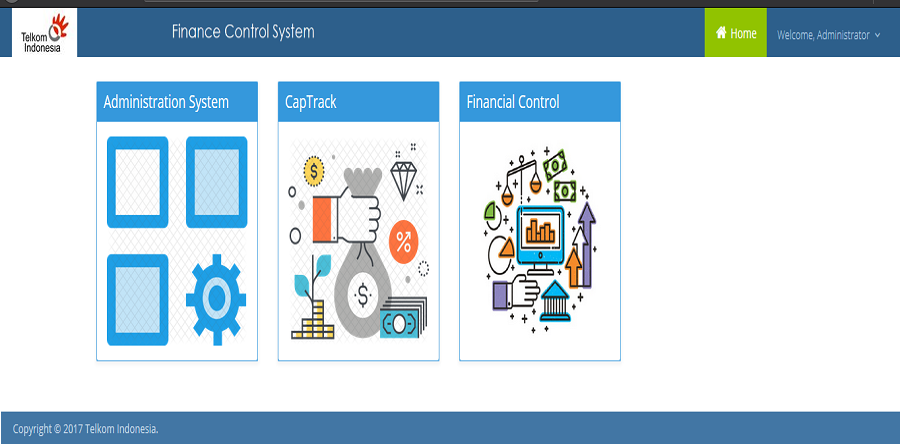 Telkom
Indonesia
Finance Control System
Home
Welcome, Administrator
Administration System
CapTrack
Financial Control
$
%
$
Copyright © 2017 Telkom Indonesia.